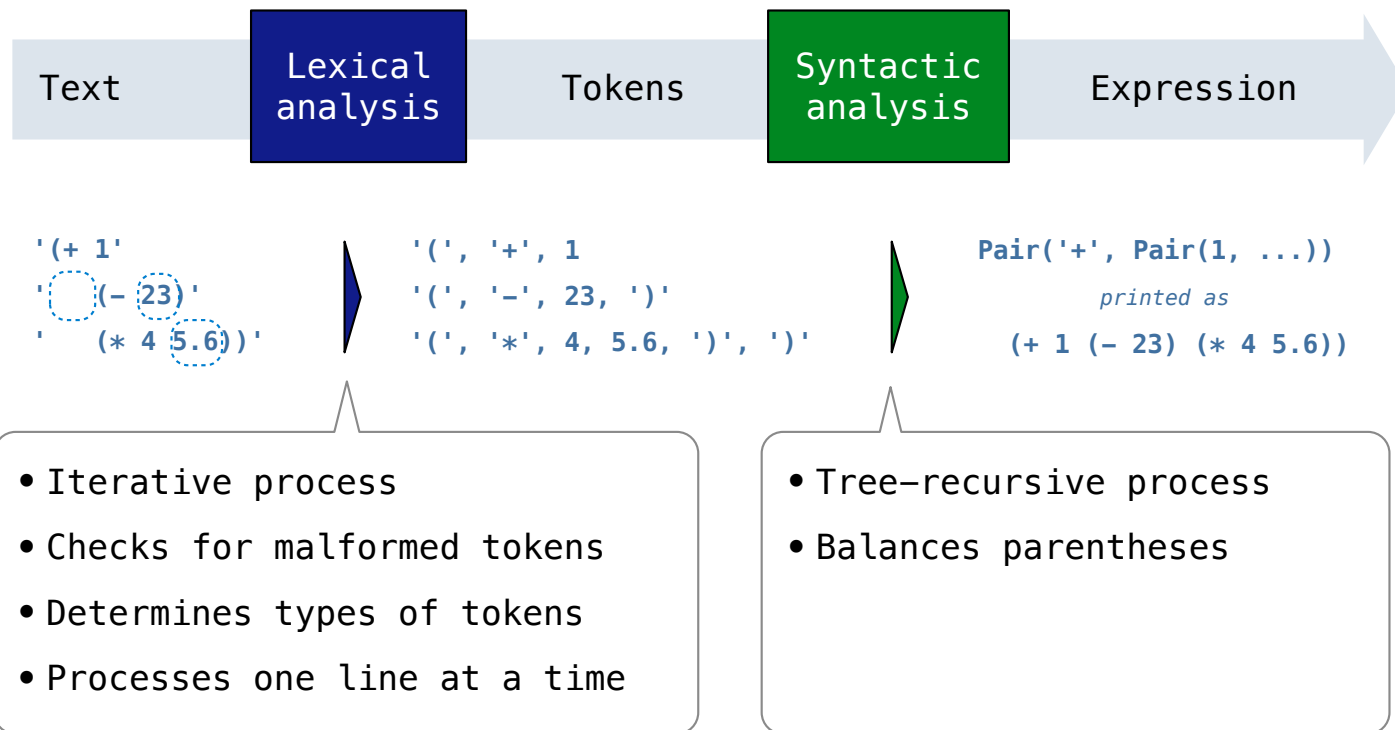 Text
Lexical
analysis
Tokens
Syntactic
analysis
Expression
'(+ 1'
'   (– 23)'
'   (* 4 5.6))'
'(', '+', 1
'(', '–', 23, ')'
'(', '*', 4, 5.6, ')', ')'
Pair('+', Pair(1, ...))
printed as
(+ 1 (– 23) (* 4 5.6))
• Iterative process
• Checks for malformed tokens
• Determines types of tokens
• Processes one line at a time
• Tree–recursive process
• Balances parentheses